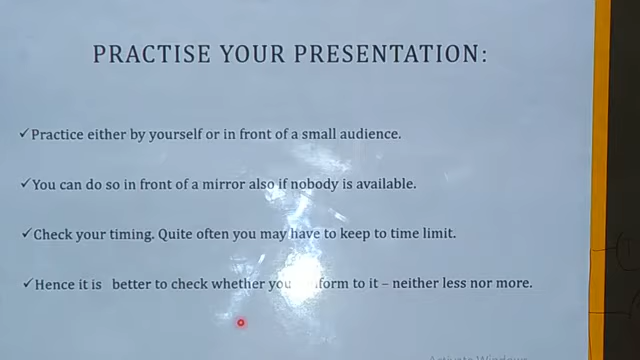 PRACTISE YOUR PRESENTATION:
✓Practice either by yourself or in front of a small audience.
✓You can do so in front of a mirror also if nobody is available.
✓Check your timing. Quite often you may have to keep to time limit.
✓Hence it is better to check whether you form to it – neither less nor more.
Activate Windows